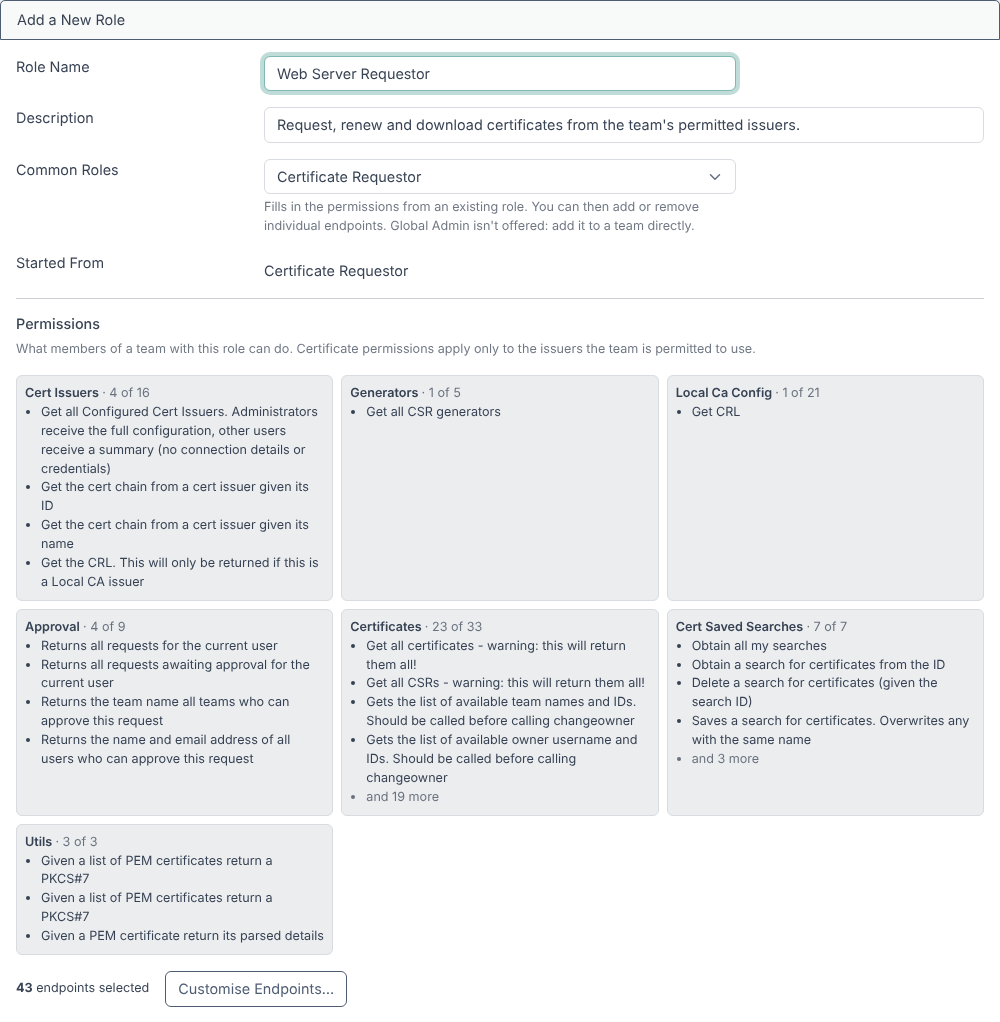 Add a New Role
Role Name
Web Server Requestor
Description
Request, renew and download certificates from the team's permitted issuers.
Common Roles
Certificate Requestor
Fills in the permissions from an existing role. You can then add or remove
individual endpoints. Global Admin isn't offered: add it to a team directly.
Started From
Certificate Requestor
Permissions
What members of a team with this role can do. Certificate permissions apply only to the issuers the team is permitted to use.
Cert Issuers · 4 of 16
• Get all Configured Cert Issuers. Administrators
receive the full configuration, other users
receive a summary (no connection details or
credentials)
• Get the cert chain from a cert issuer given its
ID
• Get the cert chain from a cert issuer given its
name
• Get the CRL. This will only be returned if this is
a Local CA issuer
Generators · 1 of 5
• Get all CSR generators
Local Ca Config · 1 of 21
• Get CRL
Approval · 4 of 9
• Returns all requests for the current user
• Returns all requests awaiting approval for the
current user
• Returns the team name all teams who can
approve this request
• Returns the name and email address of all
users who can approve this request
Certificates · 23 of 33
• Get all certificates - warning: this will return
them all!
• Get all CSRs - warning: this will return them all!
• Gets the list of available team names and IDs.
Should be called before calling changeowner
• Gets the list of available owner username and
IDs. Should be called before calling
changeowner
• and 19 more
Cert Saved Searches · 7 of 7
• Obtain all my searches
• Obtain a search for certificates from the ID
• Delete a search for certificates (given the
search ID)
• Saves a search for certificates. Overwrites any
with the same name
• and 3 more
Utils · 3 of 3
• Given a list of PEM certificates return a
PKCS#7
• Given a list of PEM certificates return a
PKCS#7
• Given a PEM certificate return its parsed details
43 endpoints selected
Customise Endpoints...